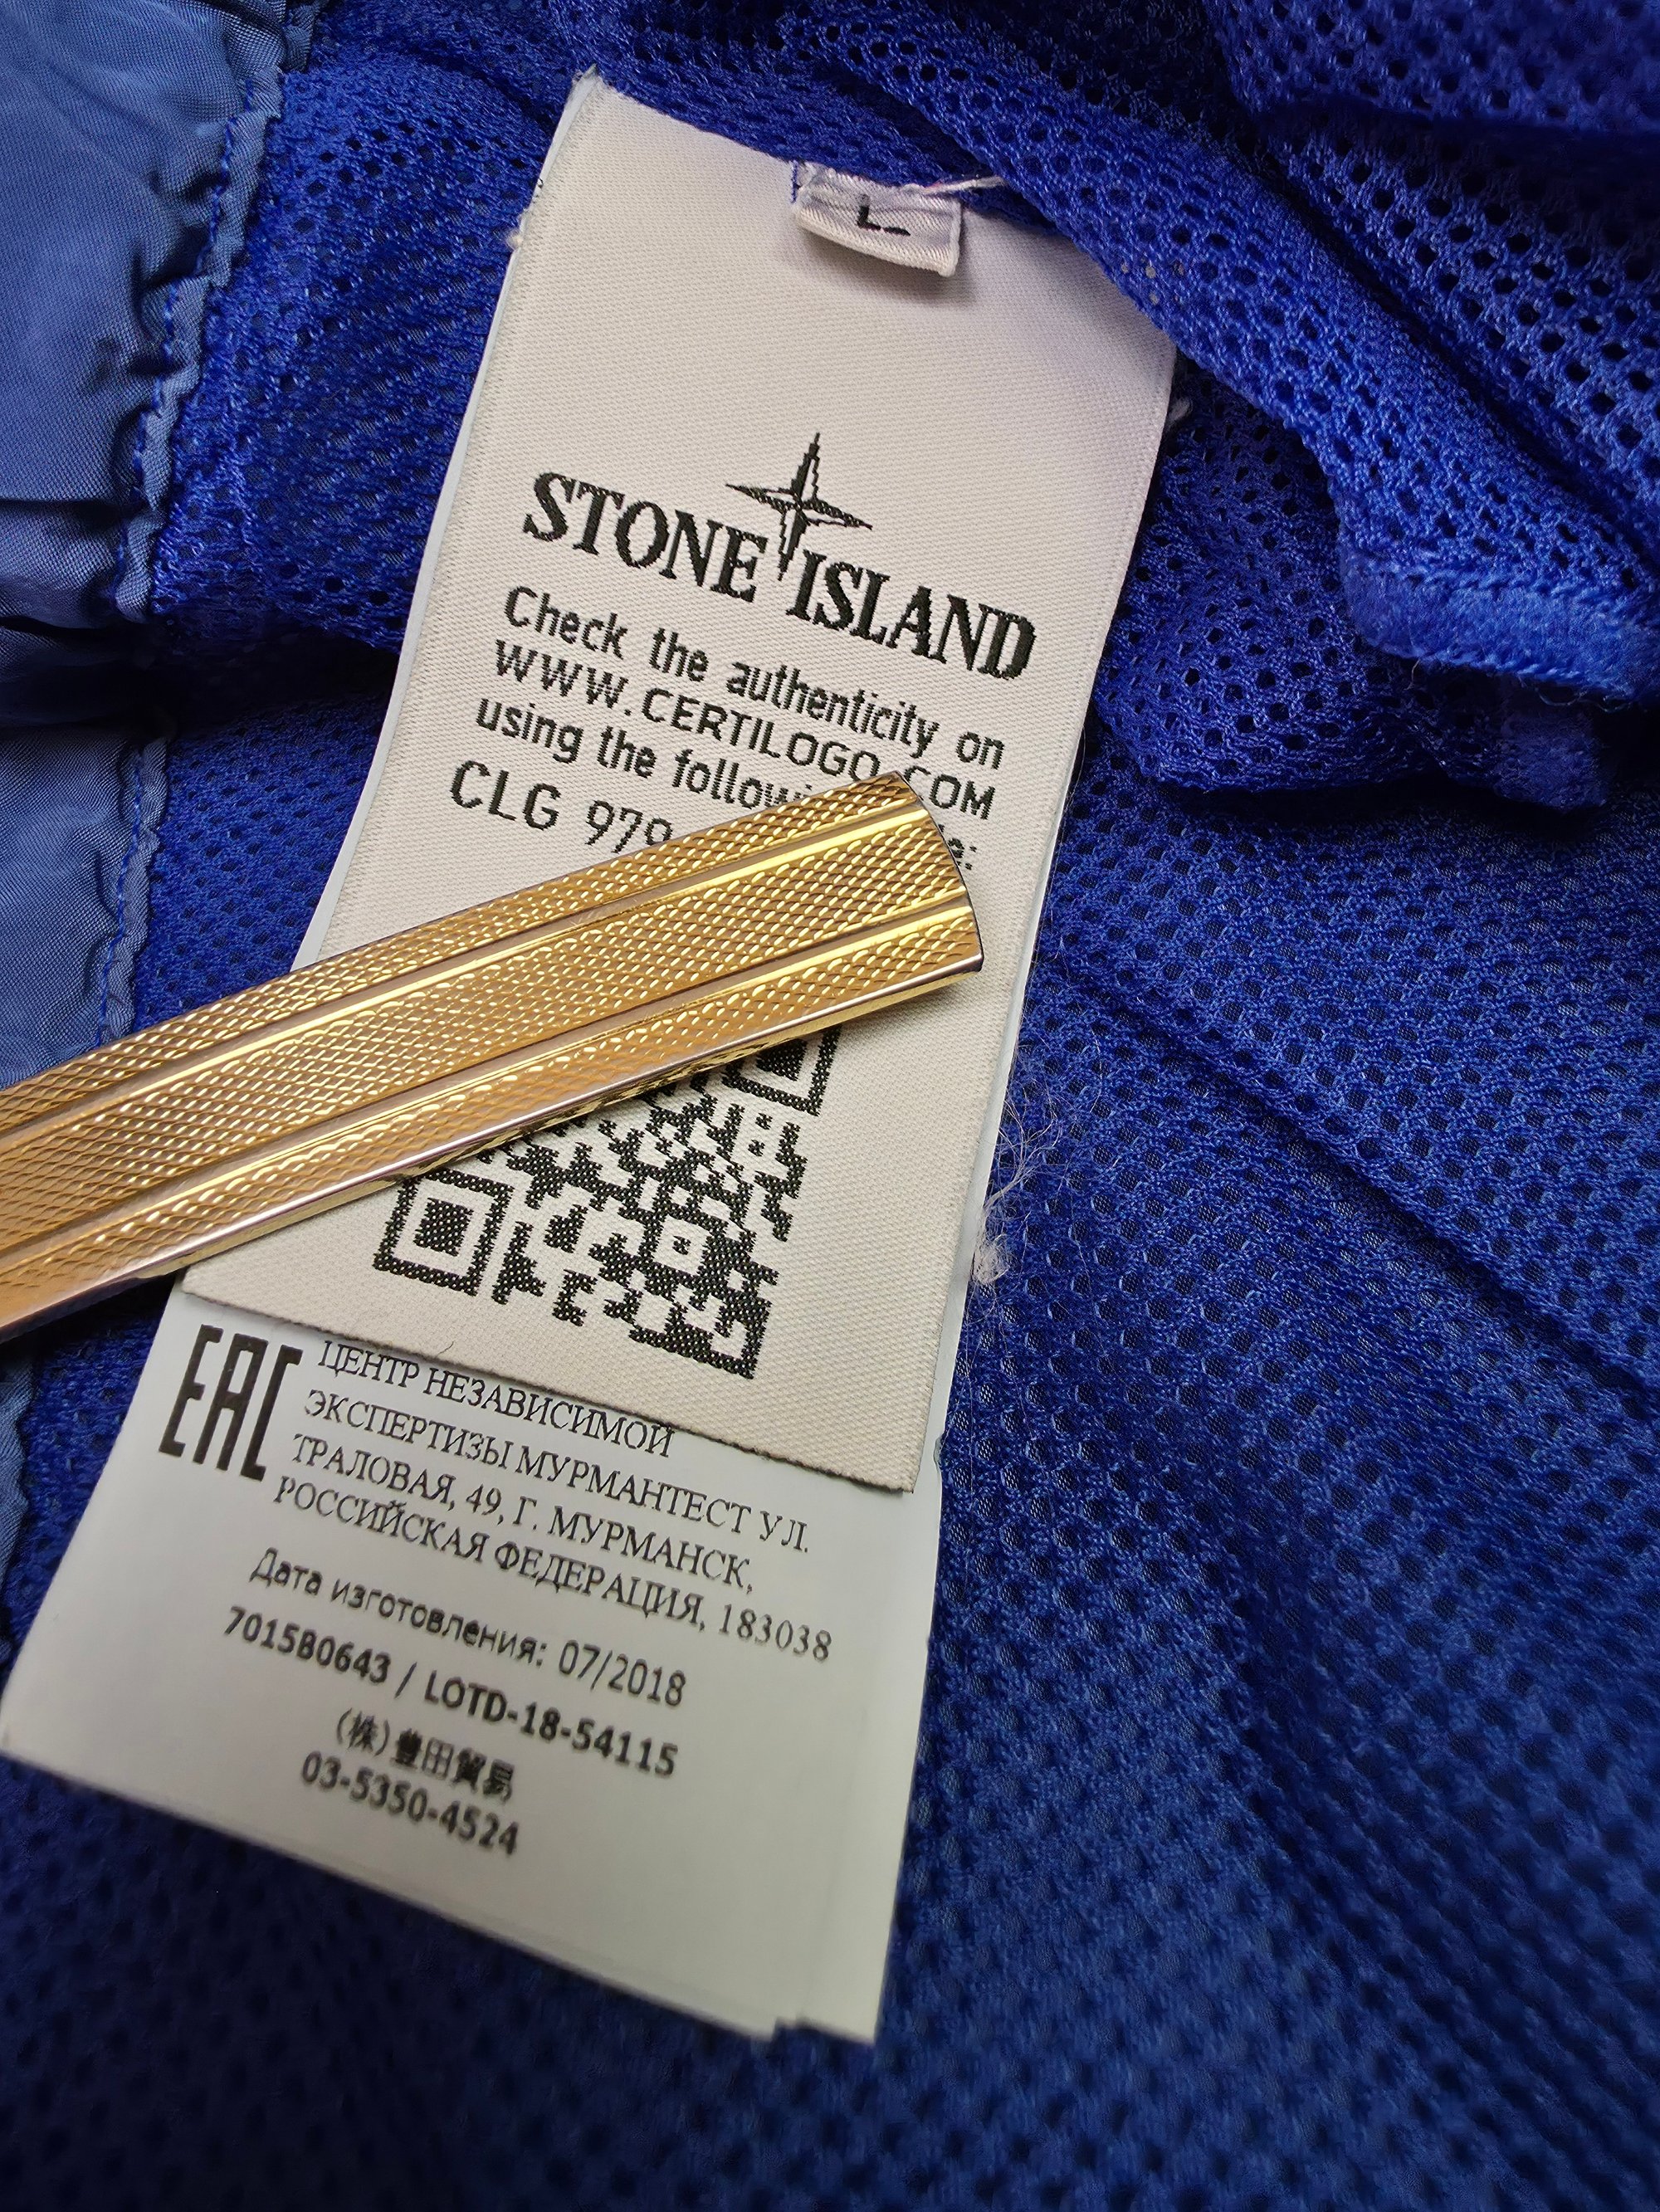 L
STONE ISLAND
Check the authenticity on
WWW.CERTILOGO.COM
using the
CLG 979
EAC
ЦЕНТР НЕЗАВИСИМОЙ
ЭКСПЕРТИЗЫ МУРМАНТЕСТ УЛ.
ТРАЛОВАЯ, 49, Г. МУРМАНСК,
РОССИЙСКАЯ ФЕДЕРАЦИЯ, 183038
Дата изготовления: 07/2018
7015B0643 / LOTD-18-54115
(株)豊田貿易
03-5350-4524